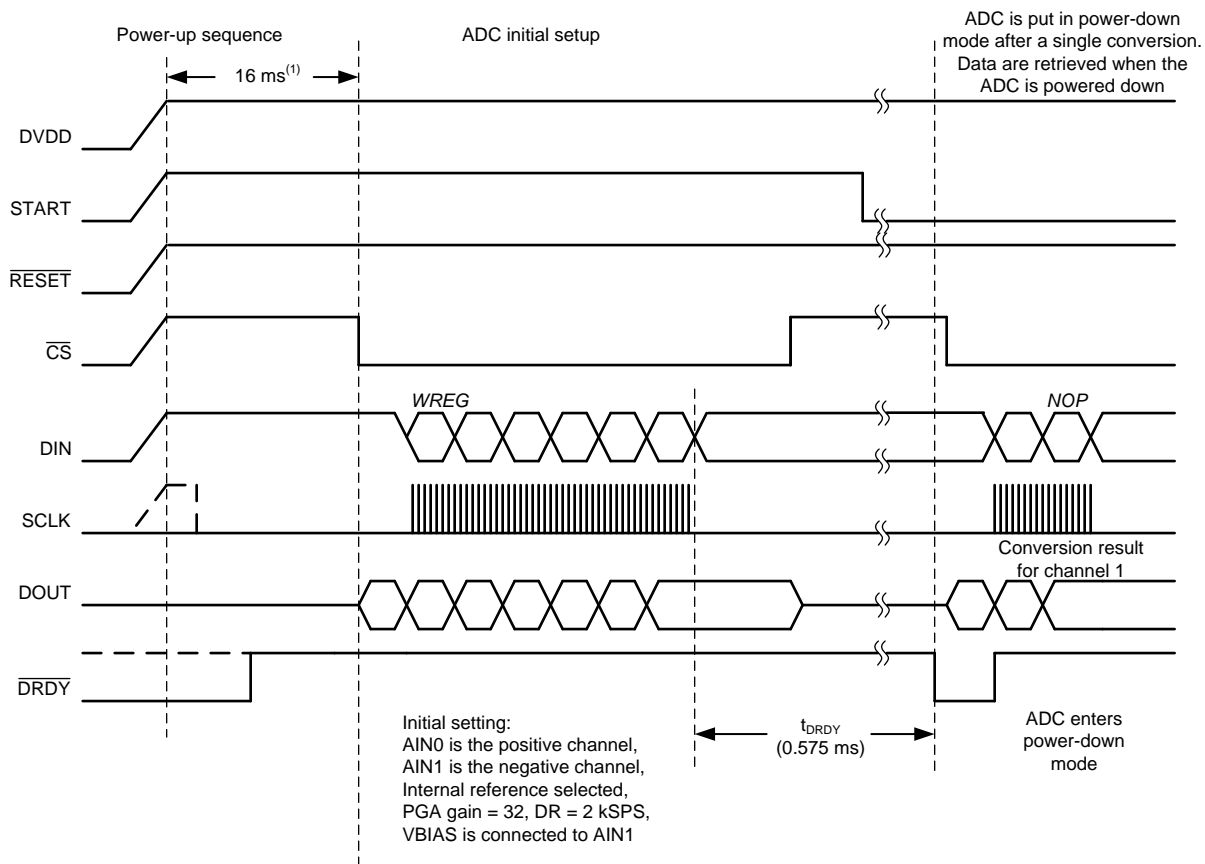 Power-up sequence
ADC initial setup
ADC is put in power-down
mode after a single conversion.
Data are retrieved when the
ADC is powered down
16 ms(1)
DVDD
START
RESET
CS
WREG
NOP
DIN
SCLK
Conversion result
for channel 1
DOUT
DRDY
Initial setting:
AIN0 is the positive channel,
AIN1 is the negative channel,
Internal reference selected,
PGA gain = 32, DR = 2 kSPS,
VBIAS is connected to AIN1
tDRDY
(0.575 ms)
ADC enters
power-down
mode